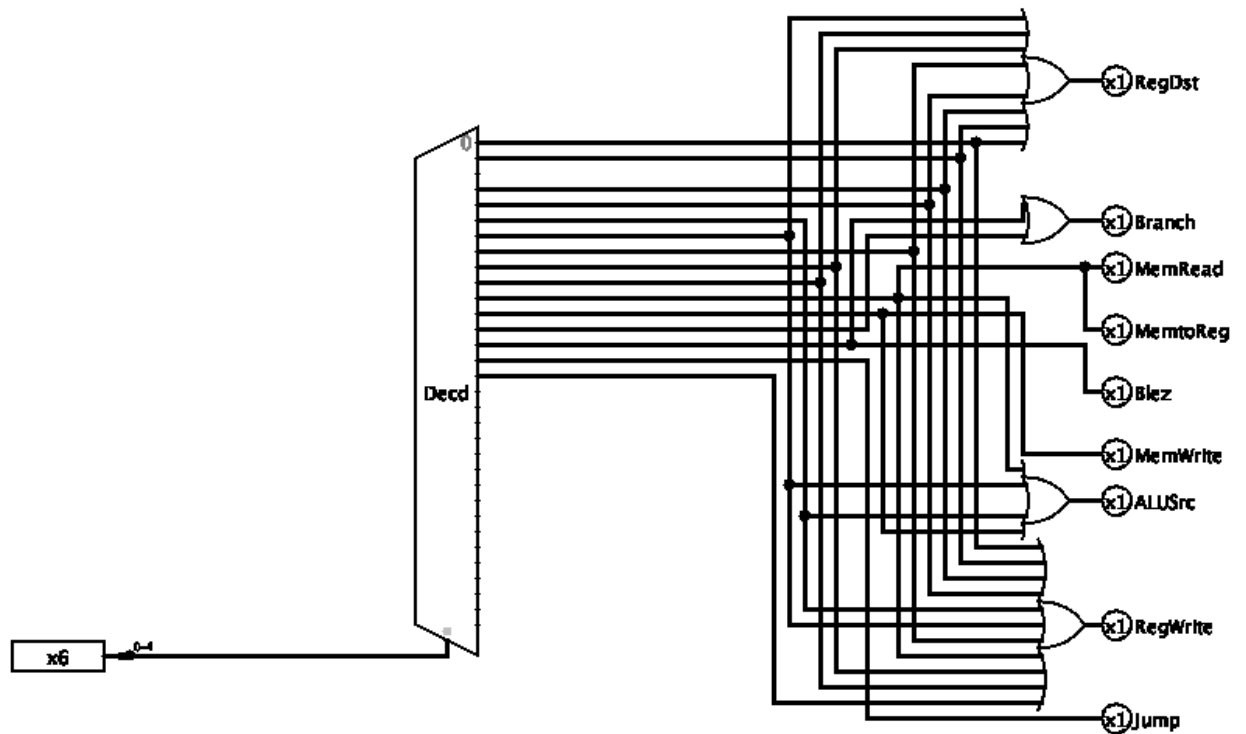 0
x1 RegDst
x1 Branch
x1 MemRead
x1 MemtoReg
Decd
x1 Blez
x1 MemWrite
x1 ALUSrc
x1 RegWrite
0-4
x6
x1 Jump